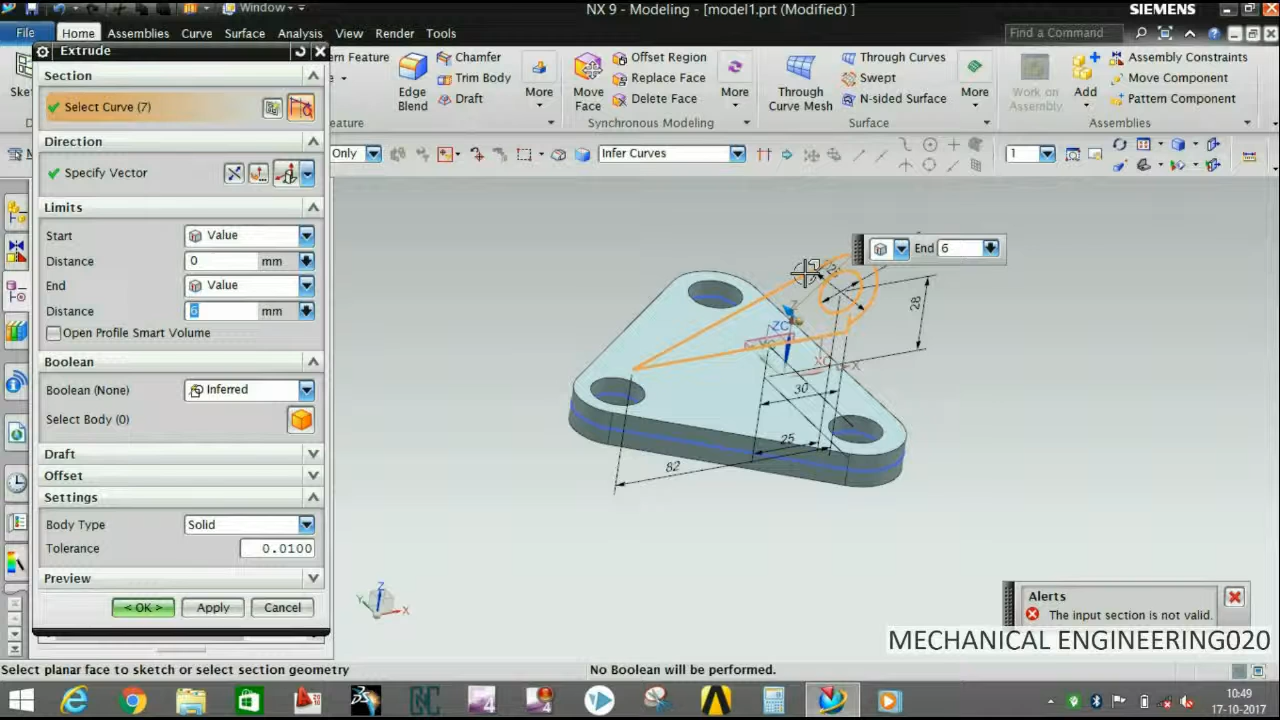 Window
NX 9 - Modeling - [model1.prt (Modified) ]
SIEMENS
File
Home
Assemblies
Curve
Surface
Analysis
View
Render
Tools
Find a Command
Extrude
Section
Select Curve (7)
Direction
Specify Vector
Limits
Start
Value
Distance
0
mm
End
Value
Distance
6
mm
Open Profile Smart Volume
Boolean
Boolean (None)
Inferred
Select Body (0)
Draft
Offset
Settings
Body Type
Solid
Tolerance
0.0100
Preview
< OK >
Apply
Cancel
Edge
Blend
Chamfer
Trim Body
Draft
More
Move
Face
Offset Region
Replace Face
Delete Face
More
Synchronous Modeling
Through
Curve Mesh
Through Curves
Swept
N-sided Surface
More
Surface
Work on
Assembly
Add
Assembly Constraints
Move Component
Pattern Component
Assemblies
Only
Infer Curves
1
End
6
28
ZC
XC
X
30
25
82
Z
Y
X
Alerts
The input section is not valid.
MECHANICAL ENGINEERING020
Select planar face to sketch or select section geometry
No Boolean will be performed.
10:49
17-10-2017